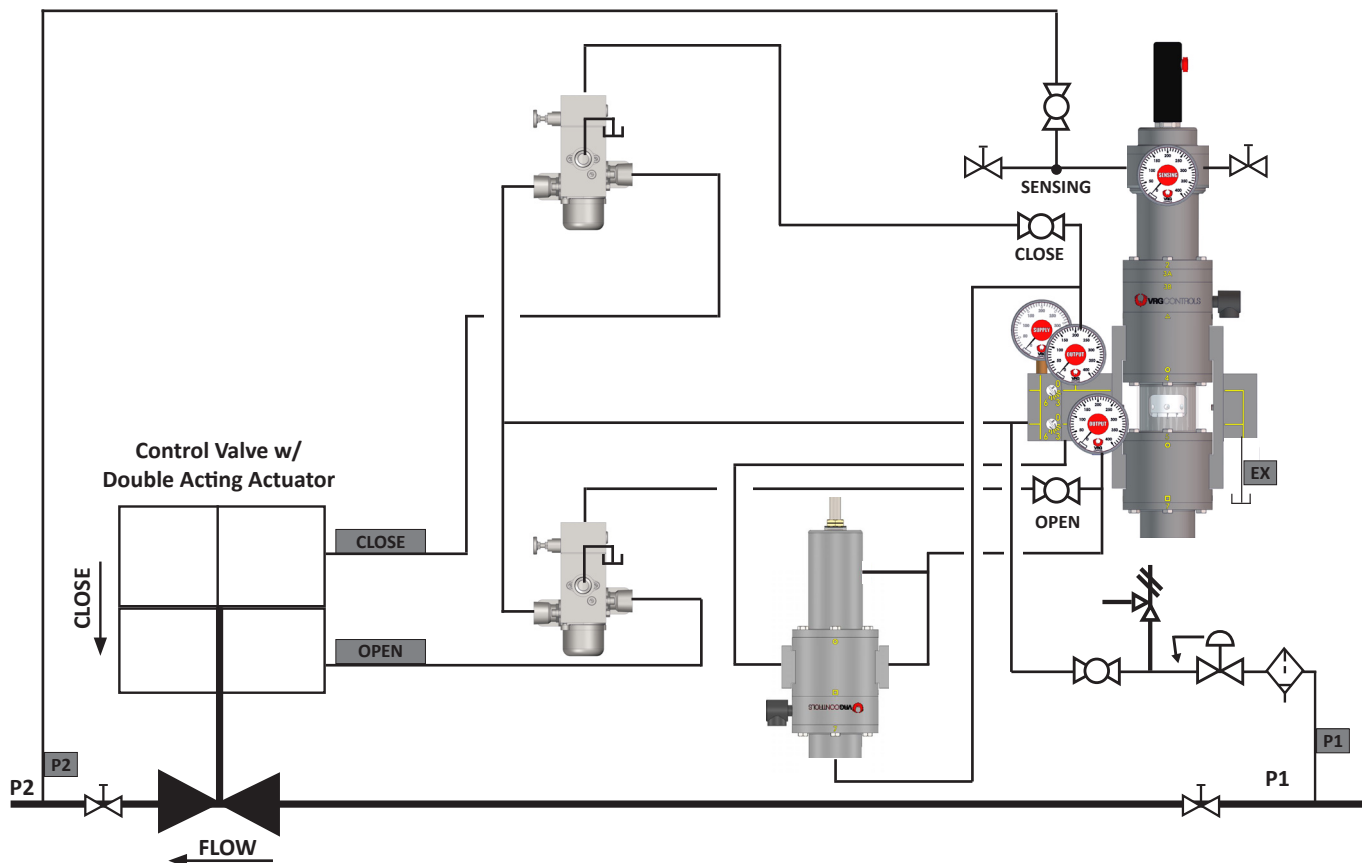 SENSING
SENSING
CLOSE
VRG CONTROLS
SUPPLY
OUTPUT
OUTPUT
Control Valve w/
Double Acting Actuator
EX
OPEN
CLOSE
CLOSE
OPEN
VRG CONTROLS
P2
P1
P2
P1
FLOW